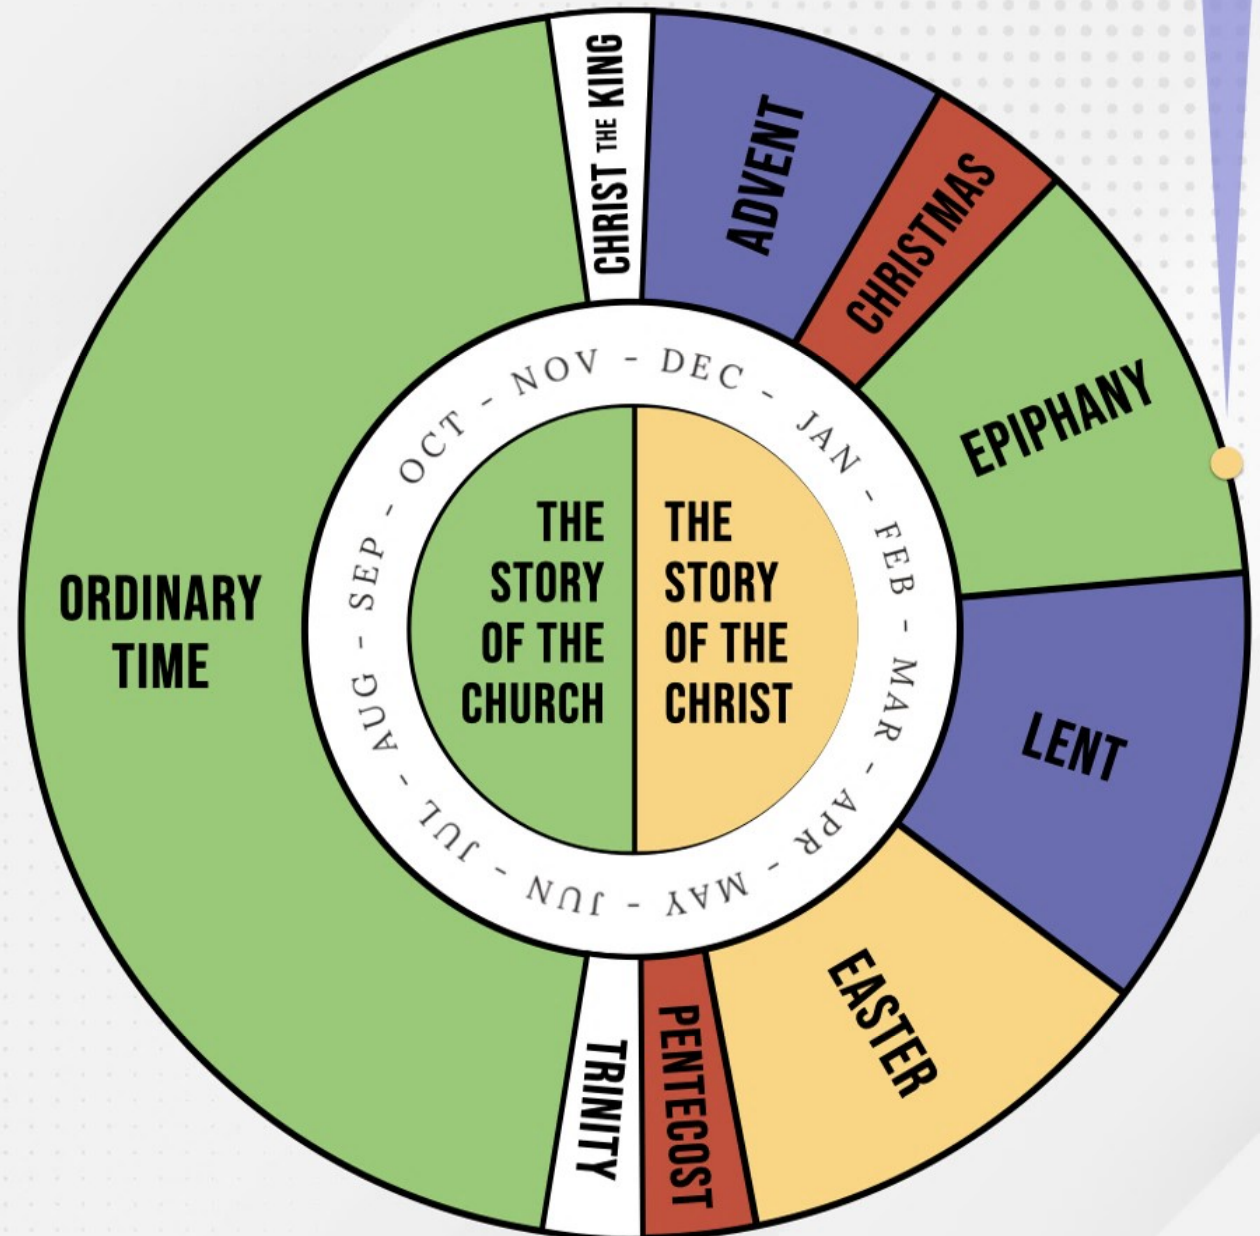 CHRIST THE KING
ADVENT
CHRISTMAS
EPIPHANY
LENT
EASTER
PENTECOST
TRINITY
ORDINARY
TIME
DEC - JAN - FEB - MAR - APR - MAY - JUN - JUL - AUG - SEP - OCT - NOV -
THE
STORY
OF THE
CHURCH
THE
STORY
OF THE
CHRIST